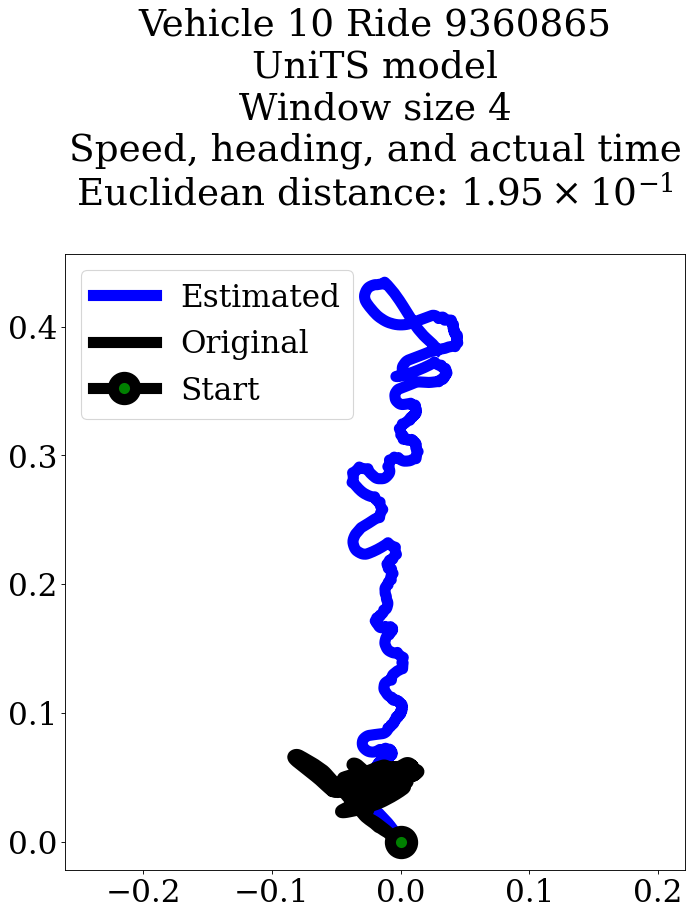 Vehicle 10 Ride 9360865
UniTS model
Window size 4
Speed, heading, and actual time
Euclidean distance: 1.95 × 10⁻¹
Estimated
Original
Start
0.4
0.3
0.2
0.1
0.0
−0.2
−0.1
0.0
0.1
0.2